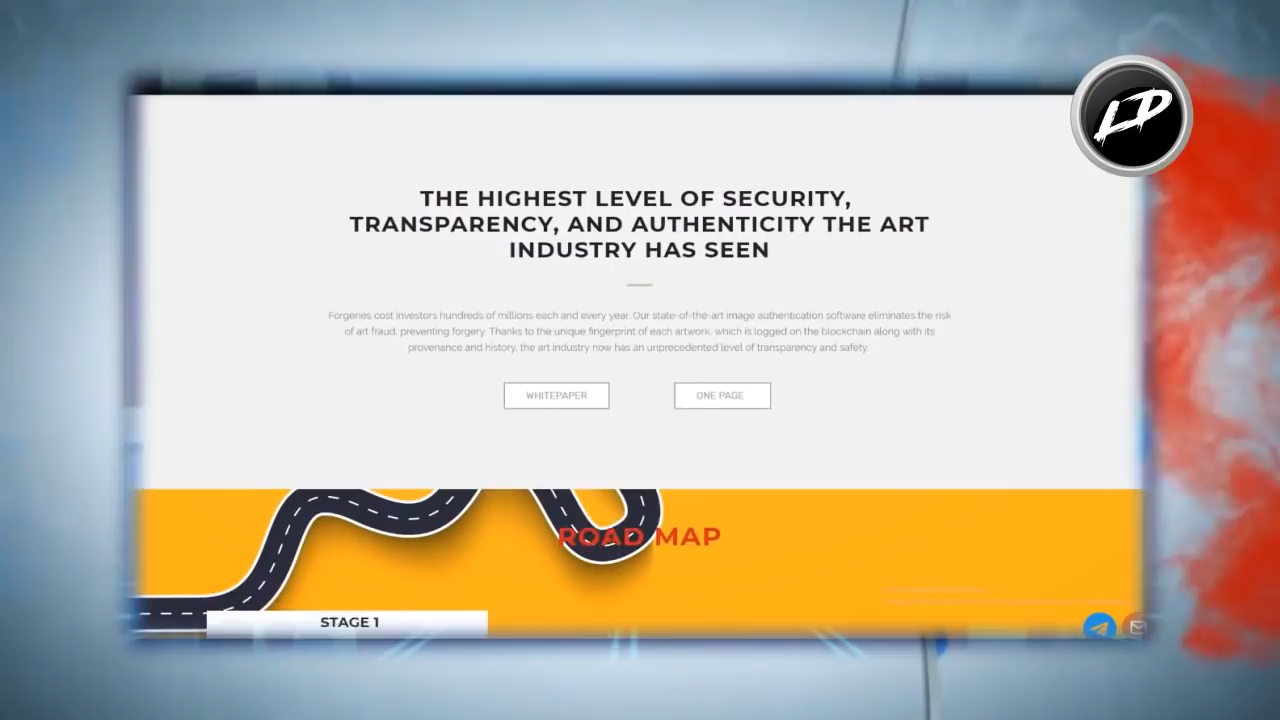 LP
THE HIGHEST LEVEL OF SECURITY,
TRANSPARENCY, AND AUTHENTICITY THE ART
INDUSTRY HAS SEEN
Forgeries cost investors hundreds of millions each and every year. Our state-of-the-art image authentication software eliminates the risk
of art fraud, preventing forgery. Thanks to the unique fingerprint of each artwork, which is logged on the blockchain along with its
provenance and history, the art industry now has an unprecedented level of transparency and safety.
WHITEPAPER ONE PAGE
ROAD MAP
STAGE 1